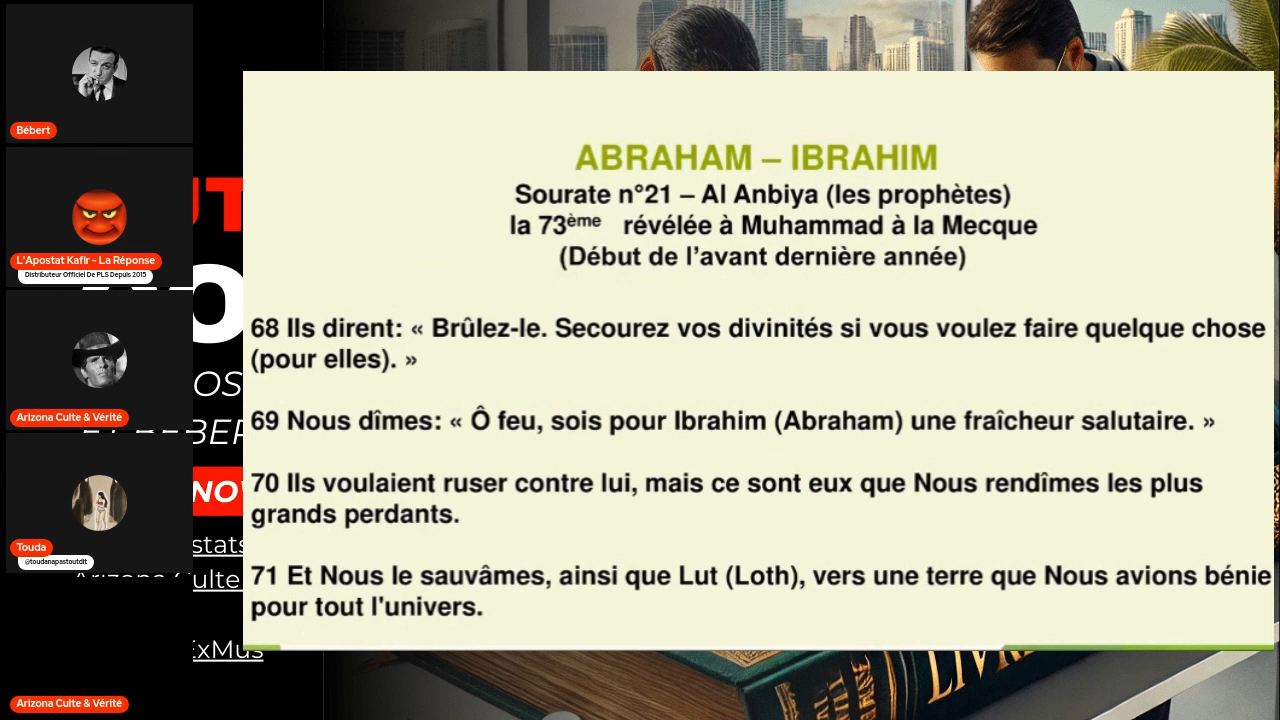 Bébert
L'Apostat Kafir - La Réponse
Distributeur Officiel De PLS Depuis 2015
Arizona Culte & Vérité
Touda
@toudanapastoutdit
Arizona Culte & Vérité
ABRAHAM – IBRAHIM
Sourate n°21 – Al Anbiya (les prophètes)
la 73ème révélée à Muhammad à la Mecque
(Début de l'avant dernière année)
68 Ils dirent: « Brûlez-le. Secourez vos divinités si vous voulez faire quelque chose
(pour elles). »
69 Nous dîmes: « Ô feu, sois pour Ibrahim (Abraham) une fraîcheur salutaire. »
70 Ils voulaient ruser contre lui, mais ce sont eux que Nous rendîmes les plus
grands perdants.
71 Et Nous le sauvâmes, ainsi que Lut (Loth), vers une terre que Nous avions bénie
pour tout l'univers.
ExMus